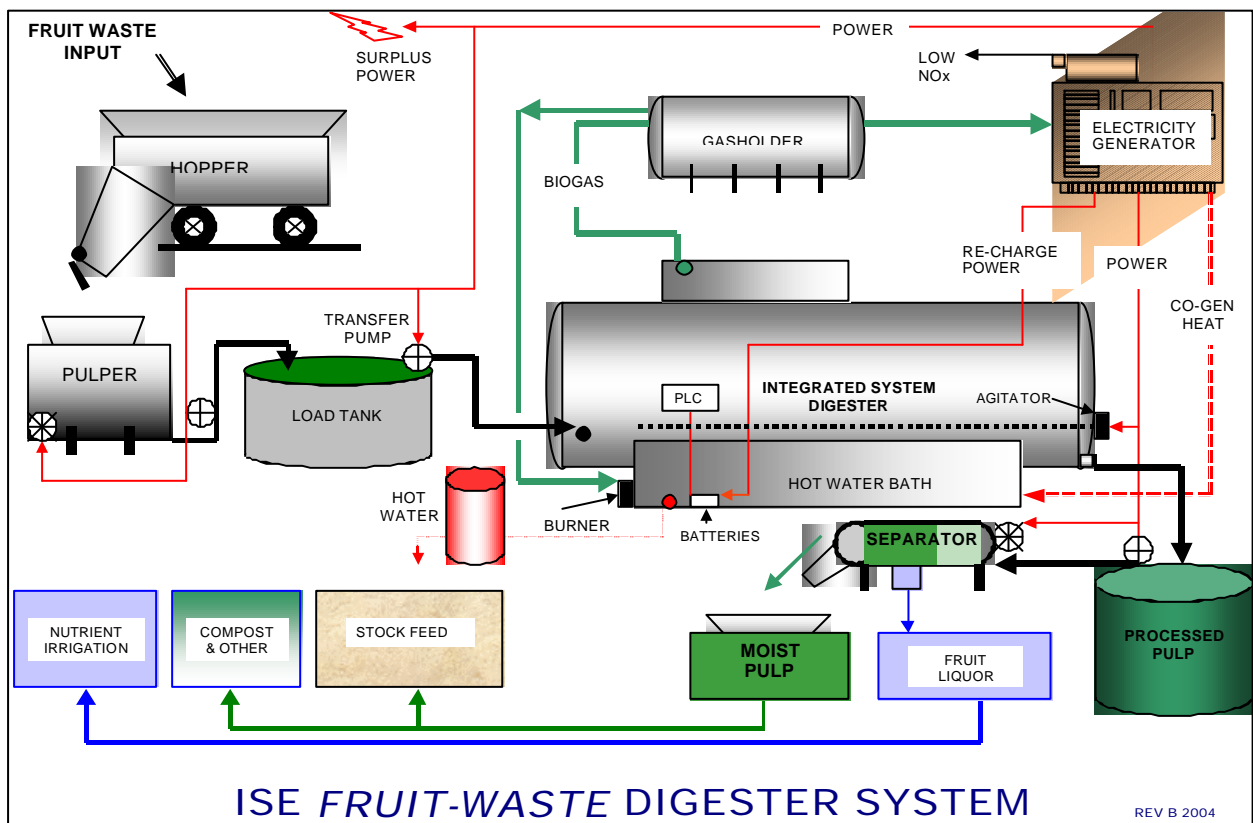 FRUIT WASTE
INPUT
SURPLUS
POWER
POWER
LOW
NOx
HOPPER
GASHOLDER
ELECTRICITY
GENERATOR
BIOGAS
RE-CHARGE
POWER
POWER
CO-GEN
HEAT
TRANSFER
PUMP
PULPER
LOAD TANK
PLC
INTEGRATED SYSTEM
DIGESTER
AGITATOR
HOT WATER BATH
HOT
WATER
BURNER
BATTERIES
SEPARATOR
NUTRIENT
IRRIGATION
COMPOST
& OTHER
STOCK FEED
MOIST
PULP
FRUIT
LIQUOR
PROCESSED
PULP
ISE FRUIT-WASTE DIGESTER SYSTEM
REV B 2004